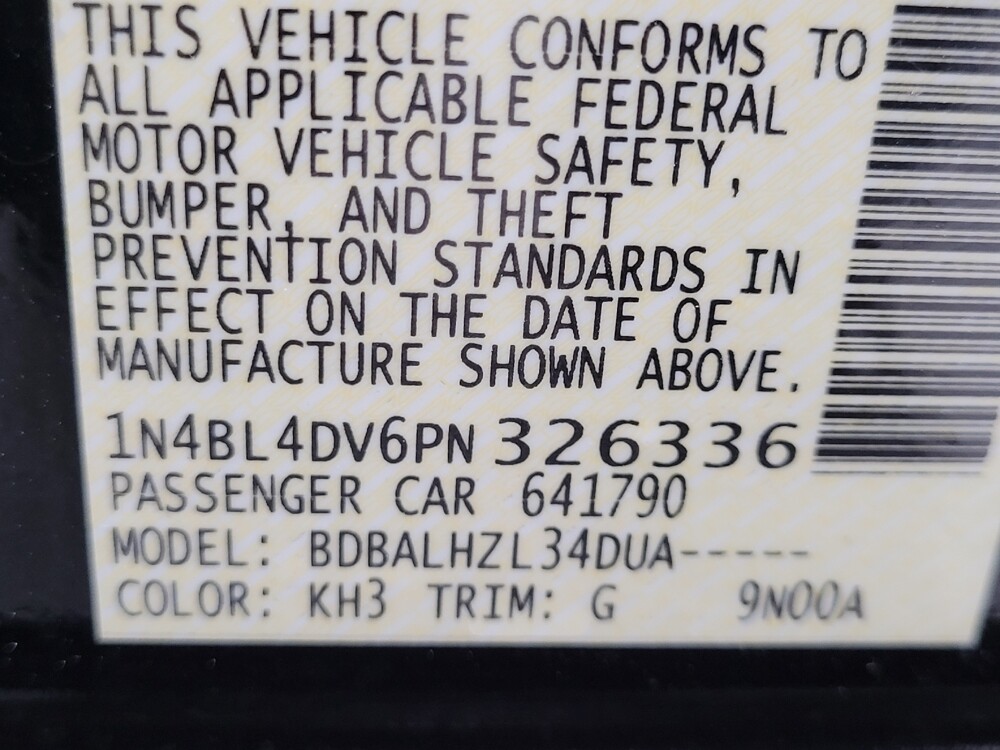 THIS VEHICLE CONFORMS TO
ALL APPLICABLE FEDERAL
MOTOR VEHICLE SAFETY,
BUMPER, AND THEFT
PREVENTION STANDARDS IN
EFFECT ON THE DATE OF
MANUFACTURE SHOWN ABOVE.
1N4BL4DV6PN326336
PASSENGER CAR 641790
MODEL: BDBALHZL34DUA-----
COLOR: KH3 TRIM: G 9N00A